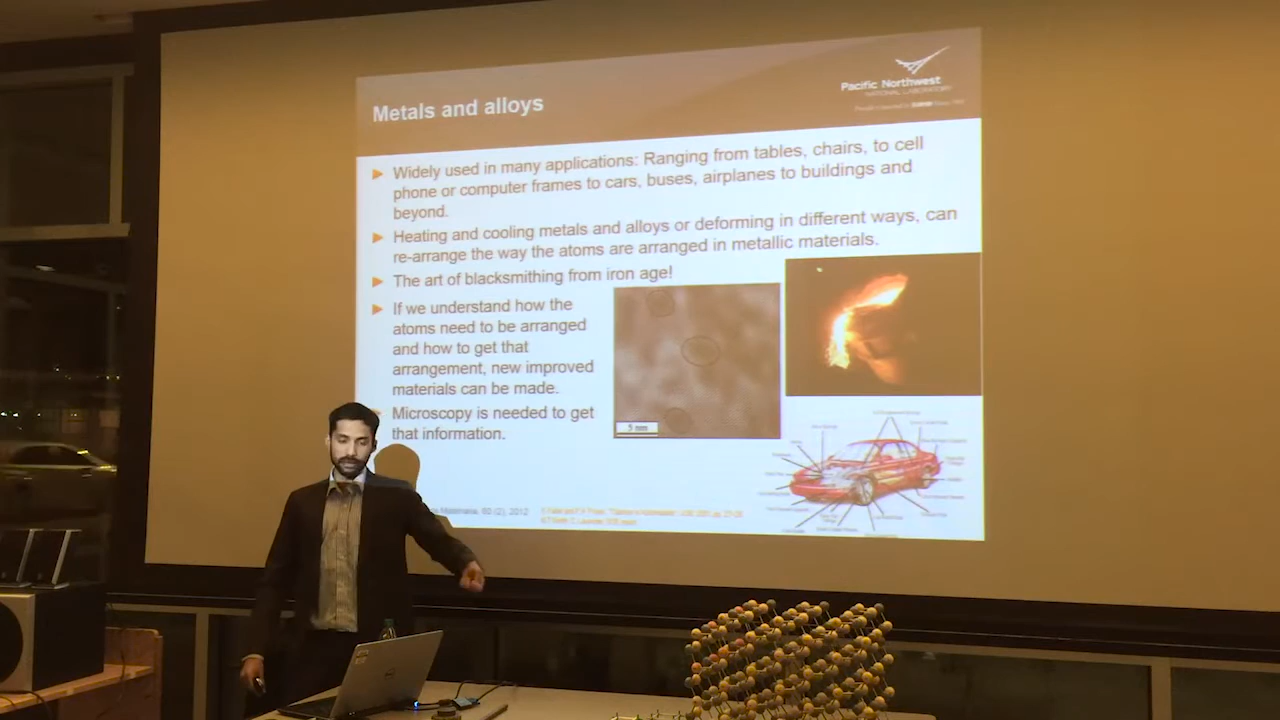 Pacific Northwest
NATIONAL LABORATORY
Metals and alloys
Widely used in many applications: Ranging from tables, chairs, to cell
phone or computer frames to cars, buses, airplanes to buildings and
beyond.
Heating and cooling metals and alloys or deforming in different ways, can
re-arrange the way the atoms are arranged in metallic materials.
The art of blacksmithing from iron age!
If we understand how the
atoms need to be arranged
and how to get that
arrangement, new improved
materials can be made.
Microscopy is needed to get
that information.
5 nm
60 (2), 2012
DELL